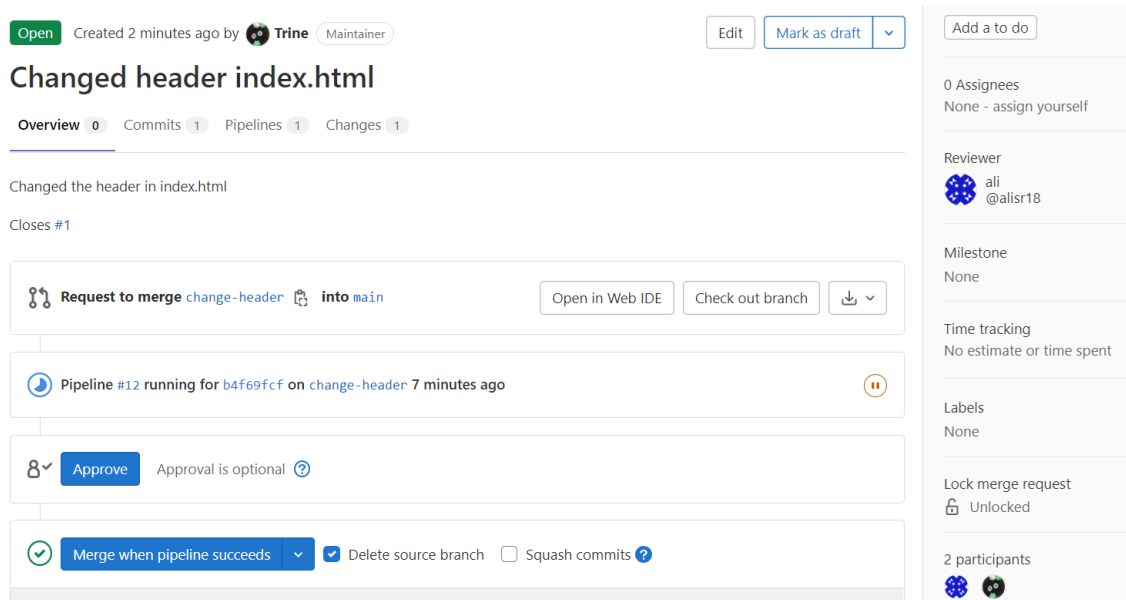 Open Created 2 minutes ago by Trine Maintainer Edit Mark as draft
Changed header index.html
Overview 0 Commits 1 Pipelines 1 Changes 1
Changed the header in index.html
Closes #1
Request to merge change-header into main Open in Web IDE Check out branch
Pipeline #12 running for b4f69fcf on change-header 7 minutes ago
Approve Approval is optional ?
Merge when pipeline succeeds Delete source branch Squash commits ?
Add a to do
0 Assignees
None - assign yourself
Reviewer
ali
@alisr18
Milestone
None
Time tracking
No estimate or time spent
Labels
None
Lock merge request
Unlocked
2 participants